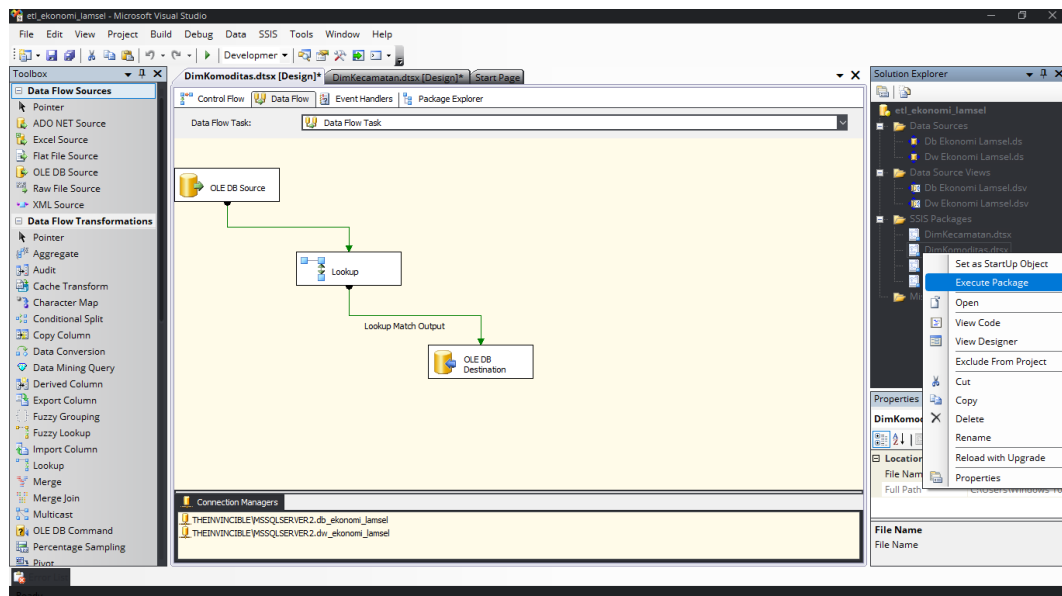 etl_ekonomi_lamsel - Microsoft Visual Studio
File Edit View Project Build Debug Data SSIS Tools Window Help
Developmer
Toolbox
Data Flow Sources
Pointer
ADO NET Source
Excel Source
Flat File Source
OLE DB Source
Raw File Source
XML Source
Data Flow Transformations
Pointer
Aggregate
Audit
Cache Transform
Character Map
Conditional Split
Copy Column
Data Conversion
Data Mining Query
Derived Column
Export Column
Fuzzy Grouping
Fuzzy Lookup
Import Column
Lookup
Merge
Merge Join
Multicast
OLE DB Command
Percentage Sampling
Pivot
DimKomoditas.dtsx [Design]* DimKecamatan.dtsx [Design]* Start Page
Control Flow Data Flow Event Handlers Package Explorer
Data Flow Task: Data Flow Task
OLE DB Source
Lookup
Lookup Match Output
OLE DB
Destination
Connection Managers
THEINVINCIBLE\MSSQLSERVER2.db_ekonomi_lamsel
THEINVINCIBLE\MSSQLSERVER2.dw_ekonomi_lamsel
Solution Explorer
etl_ekonomi_lamsel
Data Sources
Db Ekonomi Lamsel.ds
Dw Ekonomi Lamsel.ds
Data Source Views
Db Ekonomi Lamsel.dsv
Dw Ekonomi Lamsel.dsv
SSIS Packages
DimKecamatan.dtsx
DimKomoditas.dtsx
Set as StartUp Object
Execute Package
Open
View Code
View Designer
Exclude From Project
Cut
Copy
Delete
Rename
Reload with Upgrade
Properties
Properties
DimKomo
Location
File Nam
Full Path
File Name
File Name